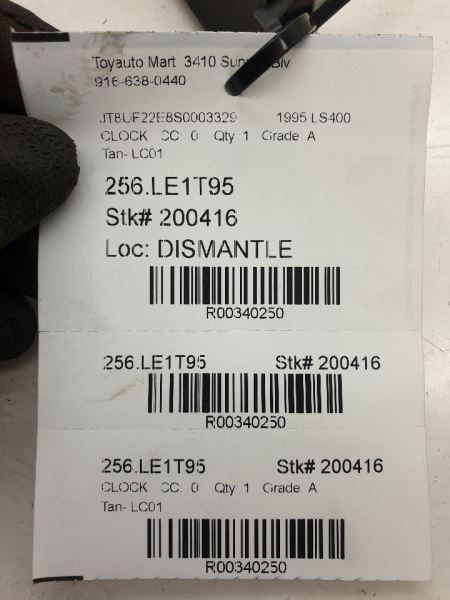 Toyauto Mart 3410 Blv
916-638-0440
JT8UF22E8S0003329 1995 LS400
CLOCK CC: 0 Qty 1 Grade A
Tan- LC01
256.LE1T95
Stk# 200416
Loc: DISMANTLE
R00340250
256.LE1T95 Stk# 200416
R00340250
256.LE1T95 Stk# 200416
CLOCK CC: 0 Qty 1 Grade A
Tan- LC01
R00340250